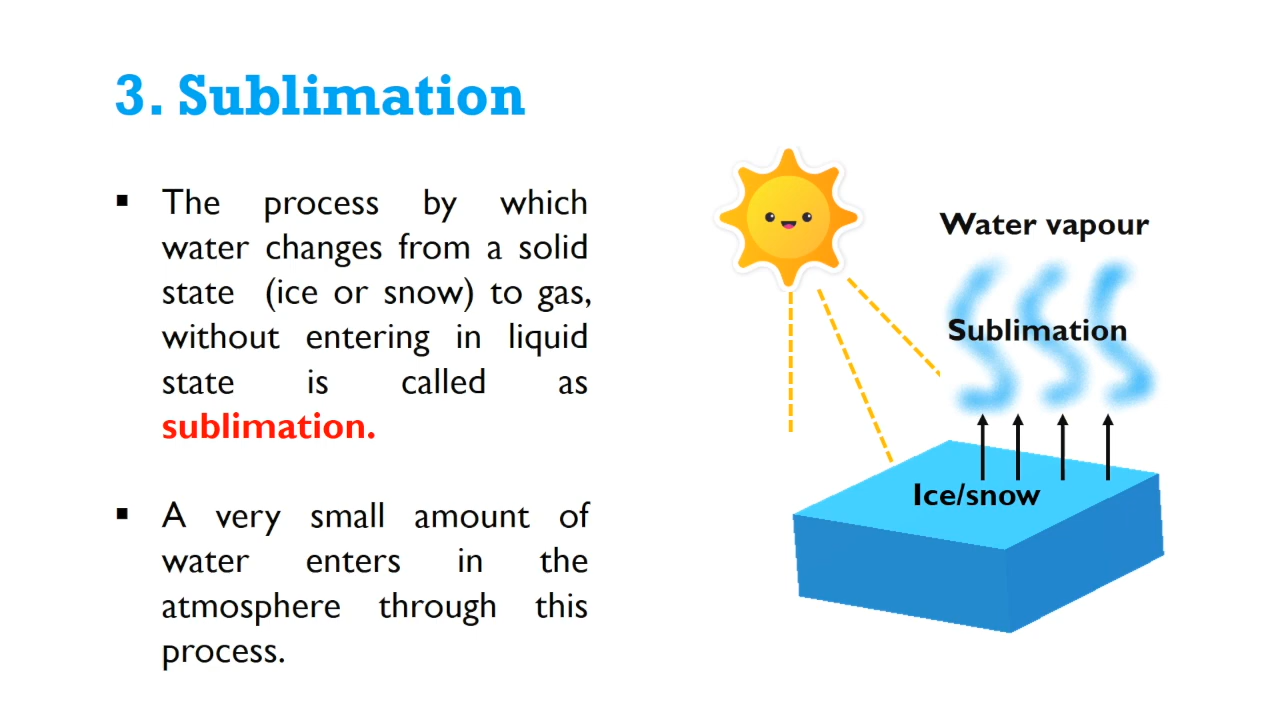 3. Sublimation
▪ The process by which
water changes from a solid
state (ice or snow) to gas,
without entering in liquid
state is called as
sublimation.
▪ A very small amount of
water enters in the
atmosphere through this
process.
Water vapour
Sublimation
Ice/snow